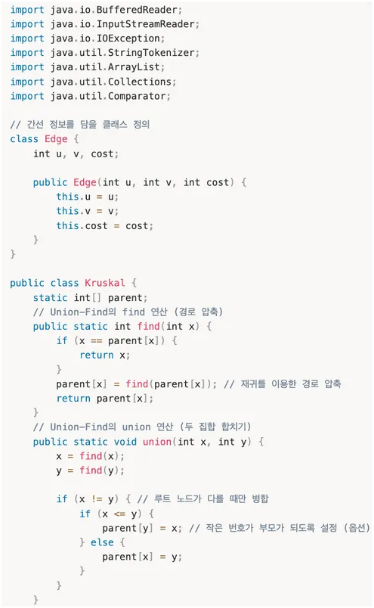 import java.io.BufferedReader;
import java.io.InputStreamReader;
import java.io.IOException;
import java.util.StringTokenizer;
import java.util.ArrayList;
import java.util.Collections;
import java.util.Comparator;

// 간선 정보를 담을 클래스 정의
class Edge {
    int u, v, cost;

    public Edge(int u, int v, int cost) {
        this.u = u;
        this.v = v;
        this.cost = cost;
    }
}

public class Kruskal {
    static int[] parent;
    // Union-Find의 find 연산 (경로 압축)
    public static int find(int x) {
        if (x == parent[x]) {
            return x;
        }
        parent[x] = find(parent[x]); // 재귀를 이용한 경로 압축
        return parent[x];
    }
    // Union-Find의 union 연산 (두 집합 합치기)
    public static void union(int x, int y) {
        x = find(x);
        y = find(y);

        if (x != y) { // 루트 노드가 다를 때만 병합
            if (x <= y) {
                parent[y] = x; // 작은 번호가 부모가 되도록 설정 (옵션)
            } else {
                parent[x] = y;
            }
        }
    }